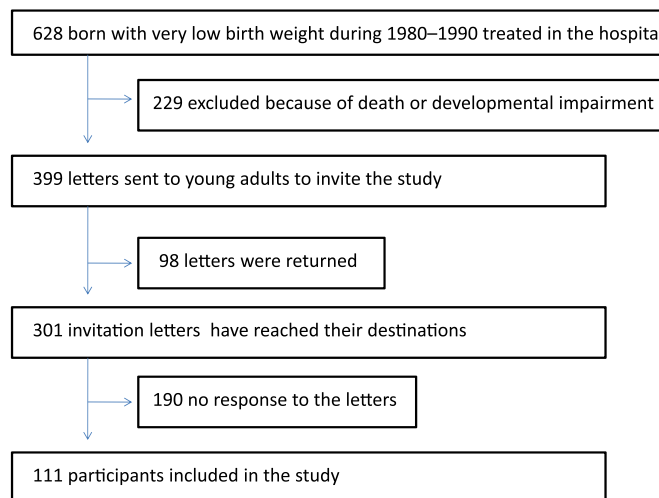 628 born with very low birth weight during 1980–1990 treated in the hospita
229 excluded because of death or developmental impairment
399 letters sent to young adults to invite the study
98 letters were returned
301 invitation letters have reached their destinations
190 no response to the letters
111 participants included in the study